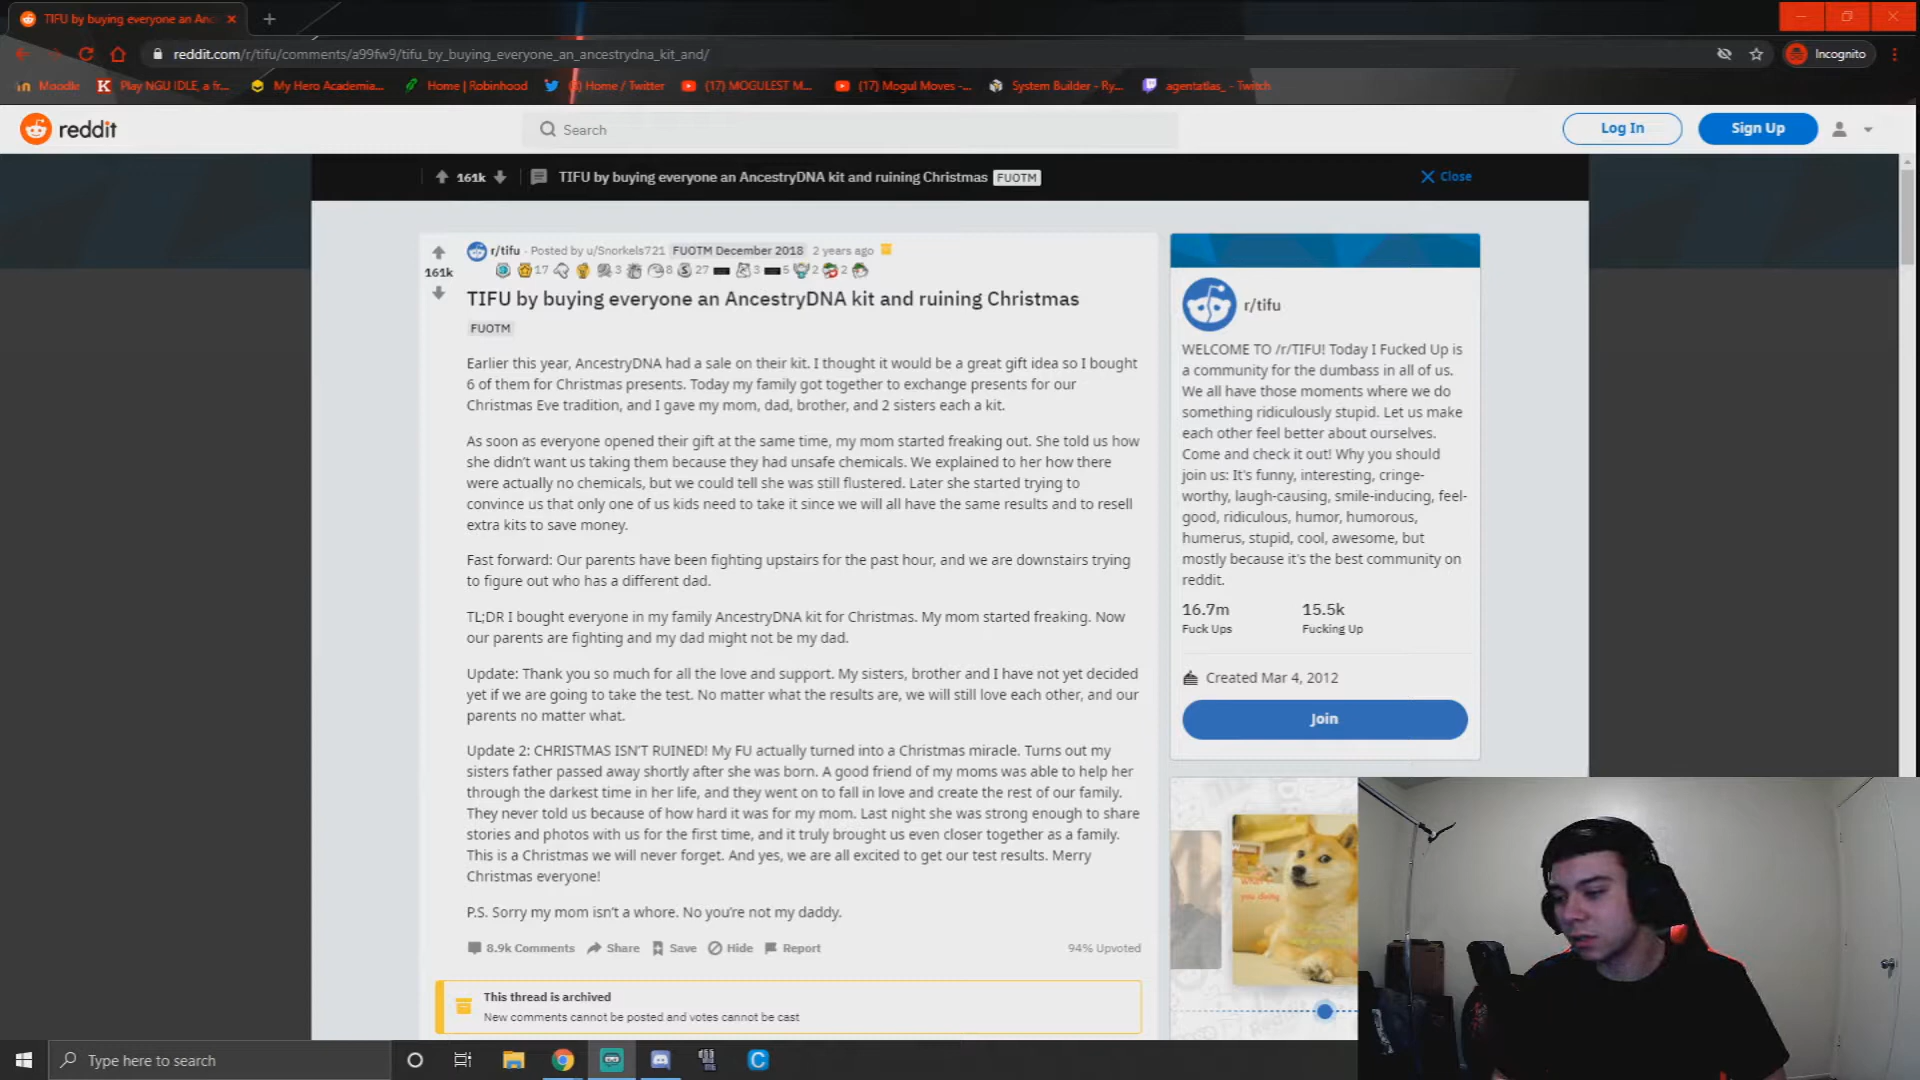 TIFU by buying everyone an Anc
reddit.com/r/tifu/comments/a99fw9/tifu_by_buying_everyone_an_ancestrydna_kit_and/
Incognito
Moodle
Play NGU IDLE, a fr...
My Hero Academia...
Home | Robinhood
Home / Twitter
(17) MOGULEST M...
(17) Mogul Moves -...
System Builder - Ry...
agentatlas_ - Twitch
reddit
Search
Log In
Sign Up
161k
TIFU by buying everyone an AncestryDNA kit and ruining Christmas
FUOTM
Close
r/tifu · Posted by u/Snorkels721 FUOTM December 2018 2 years ago
17 3 8 27 3 5 2 2
161k
TIFU by buying everyone an AncestryDNA kit and ruining Christmas
FUOTM
Earlier this year, AncestryDNA had a sale on their kit. I thought it would be a great gift idea so I bought
6 of them for Christmas presents. Today my family got together to exchange presents for our
Christmas Eve tradition, and I gave my mom, dad, brother, and 2 sisters each a kit.
As soon as everyone opened their gift at the same time, my mom started freaking out. She told us how
she didn't want us taking them because they had unsafe chemicals. We explained to her how there
were actually no chemicals, but we could tell she was still flustered. Later she started trying to
convince us that only one of us kids need to take it since we will all have the same results and to resell
extra kits to save money.
Fast forward: Our parents have been fighting upstairs for the past hour, and we are downstairs trying
to figure out who has a different dad.
TL;DR I bought everyone in my family AncestryDNA kit for Christmas. My mom started freaking. Now
our parents are fighting and my dad might not be my dad.
Update: Thank you so much for all the love and support. My sisters, brother and I have not yet decided
yet if we are going to take the test. No matter what the results are, we will still love each other, and our
parents no matter what.
Update 2: CHRISTMAS ISN'T RUINED! My FU actually turned into a Christmas miracle. Turns out my
sisters father passed away shortly after she was born. A good friend of my moms was able to help her
through the darkest time in her life, and they went on to fall in love and create the rest of our family.
They never told us because of how hard it was for my mom. Last night she was strong enough to share
stories and photos with us for the first time, and it truly brought us even closer together as a family.
This is a Christmas we will never forget. And yes, we are all excited to get our test results. Merry
Christmas everyone!
P.S. Sorry my mom isn't a whore. No you're not my daddy.
8.9k Comments
Share
Save
Hide
Report
94% Upvoted
This thread is archived
New comments cannot be posted and votes cannot be cast
r/tifu
WELCOME TO /r/TIFU! Today I Fucked Up is
a community for the dumbass in all of us.
We all have those moments where we do
something ridiculously stupid. Let us make
each other feel better about ourselves.
Come and check it out! Why you should
join us: It's funny, interesting, cringe-
worthy, laugh-causing, smile-inducing, feel-
good, ridiculous, humor, humorous,
humerus, stupid, cool, awesome, but
mostly because it's the best community on
reddit.
16.7m
15.5k
Fuck Ups
Fucking Up
Created Mar 4, 2012
Join
you doing
Type here to search